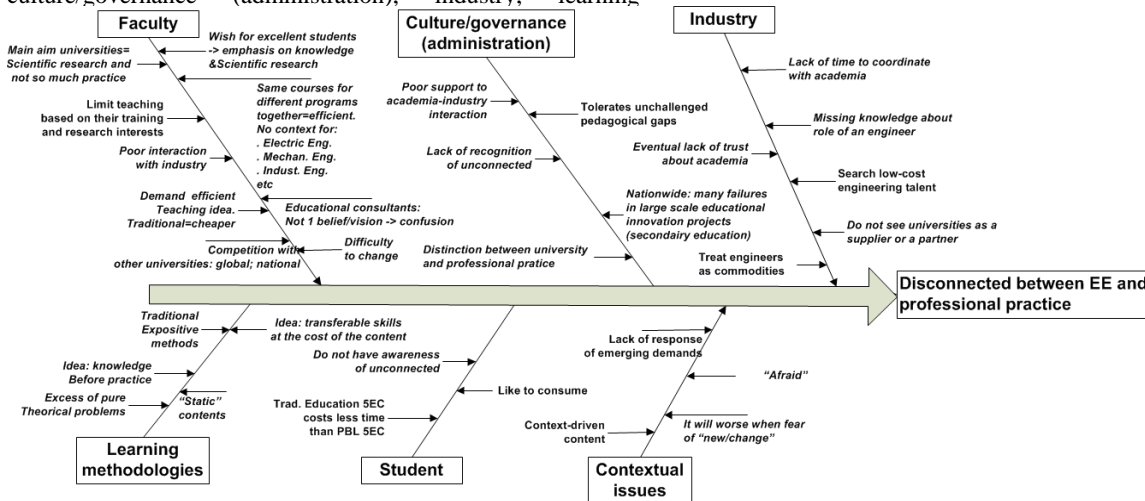 culture/governance (administration), industry, learning
Faculty
Culture/governance
(administration)
Industry
Wish for excellent students
-> emphasis on knowledge
&Scientific research
Main aim universities=
Scientific research and
not so much practice
Same courses for
different programs
together=efficient.
No context for:
. Electric Eng.
. Mechan. Eng.
. Indust. Eng.
etc
Limit teaching
based on their training
and research interests
Poor interaction
with industry
Demand efficient
Teaching idea.
Traditional=cheaper
Educational consultants:
Not 1 belief/vision -> confusion
Competition with
other universities: global; national
Difficulty
to change
Poor support to
academia-industry
interaction
Tolerates unchallenged
pedagogical gaps
Lack of recognition
of unconnected
Nationwide: many failures
in large scale educational
innovation projects
(secondairy education)
Distinction between university
and professional pratice
Lack of time to coordinate
with academia
Missing knowledge about
role of an engineer
Eventual lack of trust
about academia
Search low-cost
engineering talent
Do not see universities as a
supplier or a partner
Treat engineers
as commodities
Disconnected between EE and
professional practice
Traditional
Expositive
methods
Idea: transferable skills
at the cost of the content
Idea: knowledge
Before practice
"Static"
contents
Excess of pure
Theorical problems
Learning
methodologies
Do not have awareness
of unconnected
Like to consume
Trad. Education 5EC
costs less time
than PBL 5EC
Student
Lack of response
of emerging demands
"Afraid"
It will worse when fear
of "new/change"
Context-driven
content
Contextual
issues